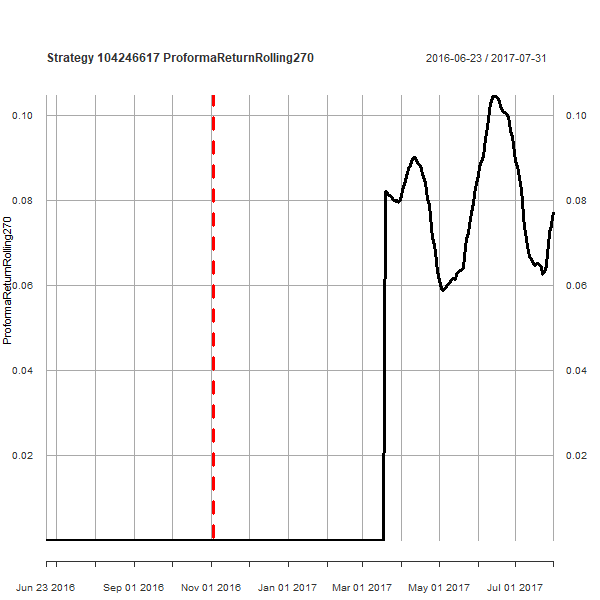 Strategy 104246617 ProformaReturnRolling270
2016-06-23 / 2017-07-31
0.10
0.10
0.08
0.08
ProformaReturnRolling270
0.06
0.06
0.04
0.04
0.02
0.02
Jun 23 2016
Sep 01 2016
Nov 01 2016
Jan 01 2017
Mar 01 2017
May 01 2017
Jul 01 2017